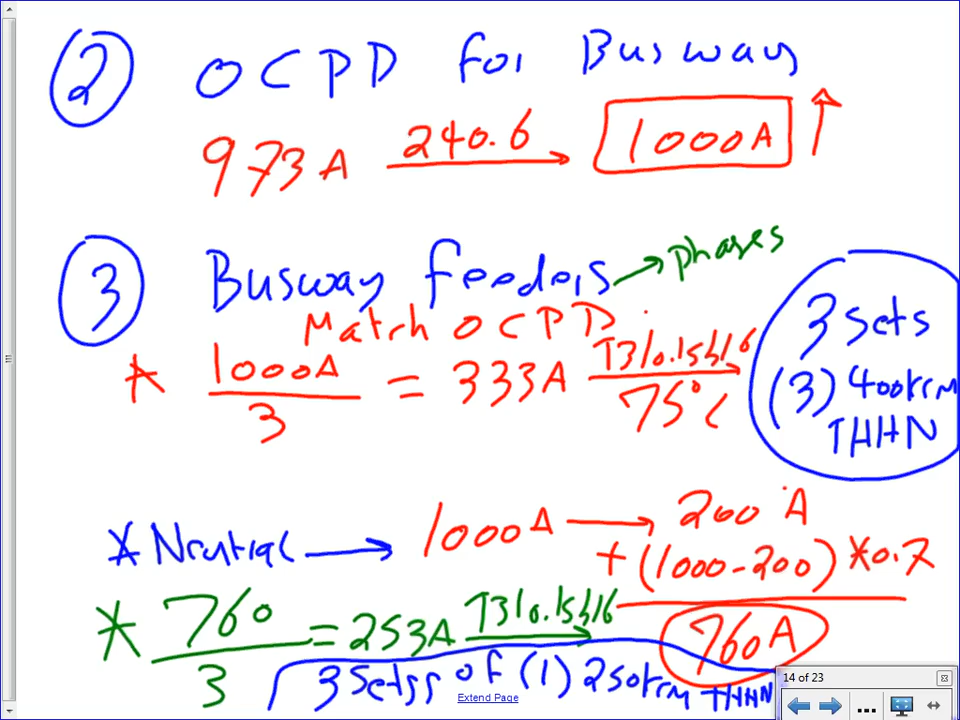 2 OCPD for Busway
973A 240.6 1000A
3 Busway feeders phases
Match OCPD
* 1000A / 3 = 333A T310.15b16 75°C
3 sets
(3) 400kcm
THHN
* Neutral 1000A 200A
+ (1000-200) * 0.7
760A
* 760 / 3 = 253A T310.15b16
3 Setss of (1) 250kcm THHN
Extend Page
14 of 23